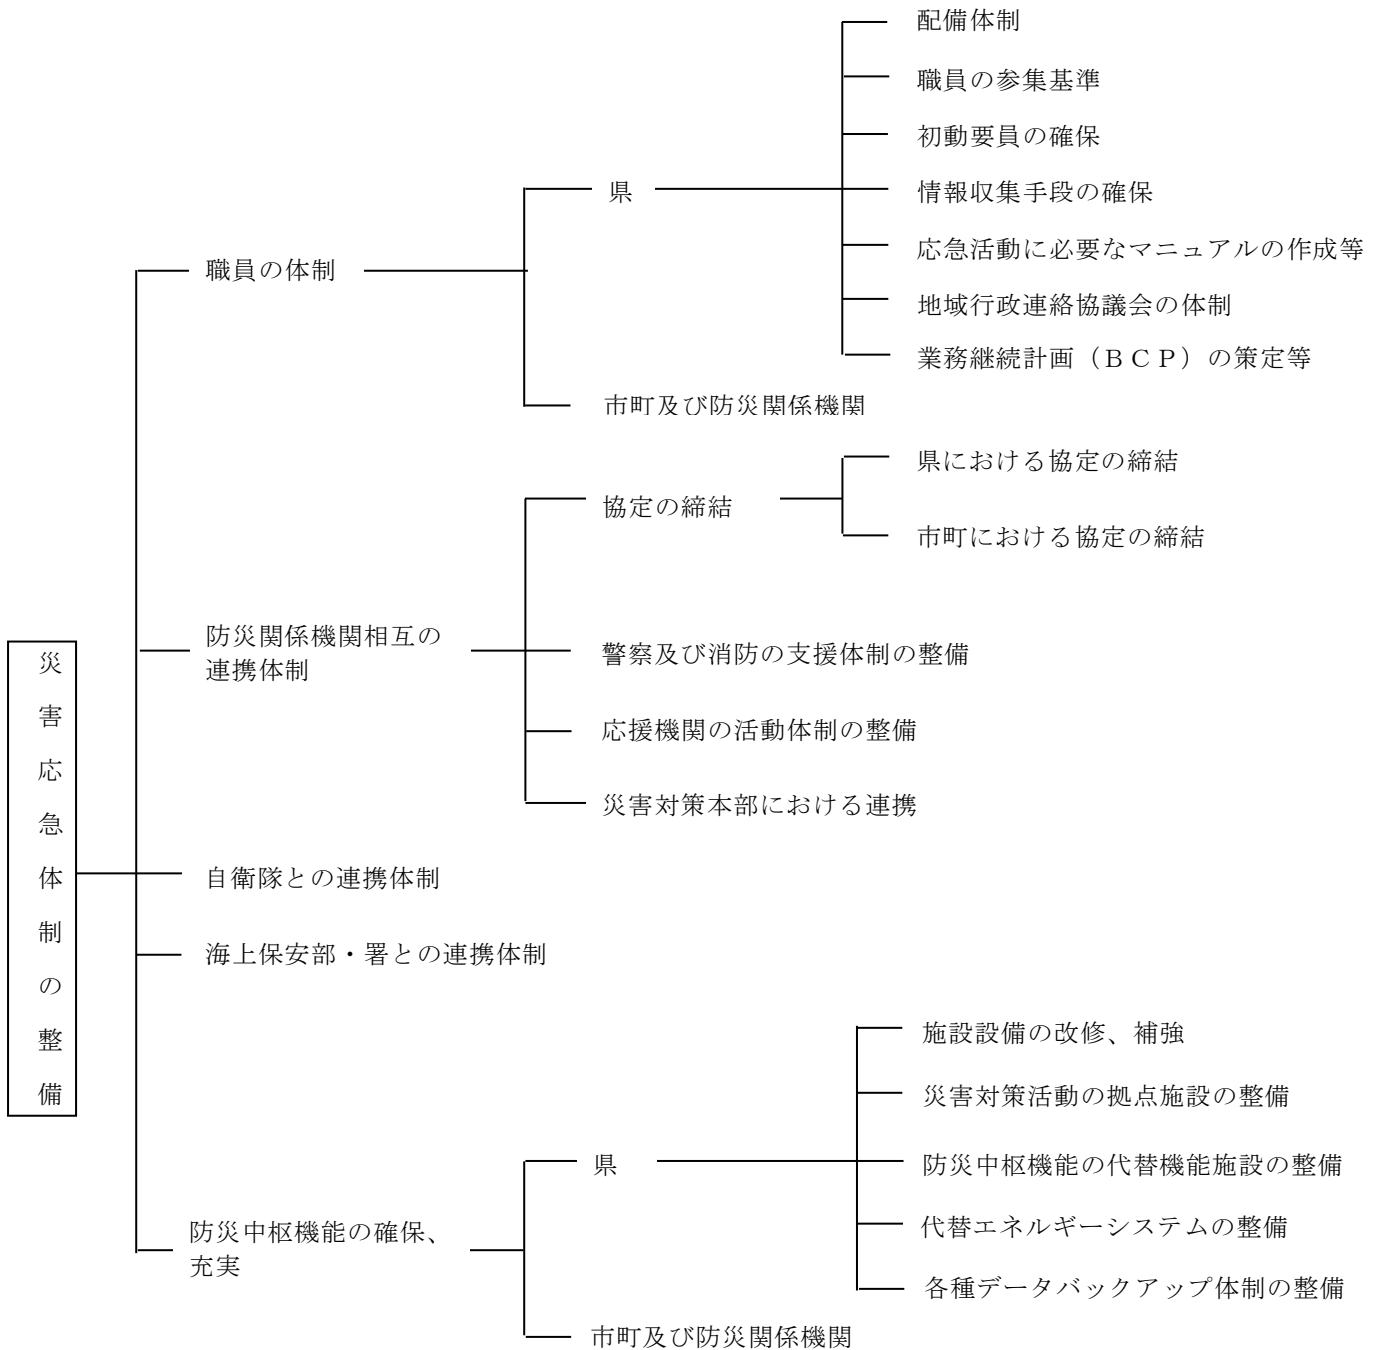 災害応急体制の整備
職員の体制
県
配備体制
職員の参集基準
初動要員の確保
情報収集手段の確保
応急活動に必要なマニュアルの作成等
地域行政連絡協議会の体制
業務継続計画（ＢＣＰ）の策定等
市町及び防災関係機関
防災関係機関相互の
連携体制
協定の締結
県における協定の締結
市町における協定の締結
警察及び消防の支援体制の整備
応援機関の活動体制の整備
災害対策本部における連携
自衛隊との連携体制
海上保安部・署との連携体制
防災中枢機能の確保、
充実
県
施設設備の改修、補強
災害対策活動の拠点施設の整備
防災中枢機能の代替機能施設の整備
代替エネルギーシステムの整備
各種データバックアップ体制の整備
市町及び防災関係機関